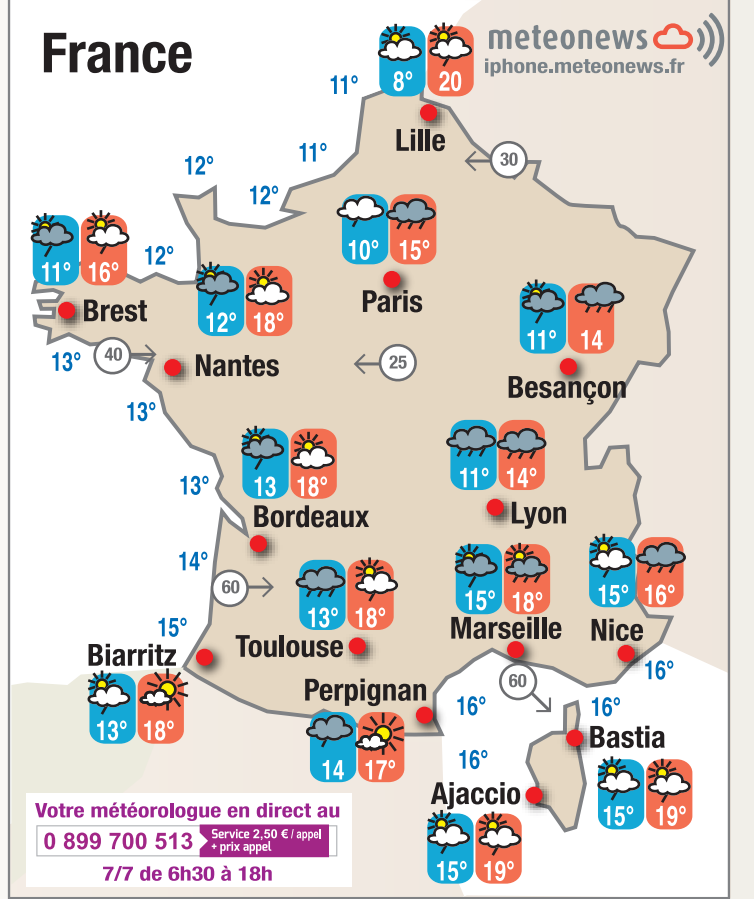 France
meteonews
iphone.meteonews.fr
8° 20
11°
Lille
11°
30
12°
12°
10° 15°
11° 16°
12°
Paris
Brest
12° 18°
11° 14
13°
40
Nantes
25
Besançon
13°
13 18°
11° 14°
13°
Bordeaux
Lyon
14°
60
13° 18°
15° 18°
15° 16°
15°
Biarritz
Toulouse
Marseille
Nice
16°
13° 18°
Perpignan
60
16°
16°
14 17°
Bastia
16°
Ajaccio
15° 19°
15° 19°
Votre météorologue en direct au
0 899 700 513
Service 2,50 € / appel
+ prix appel
7/7 de 6h30 à 18h